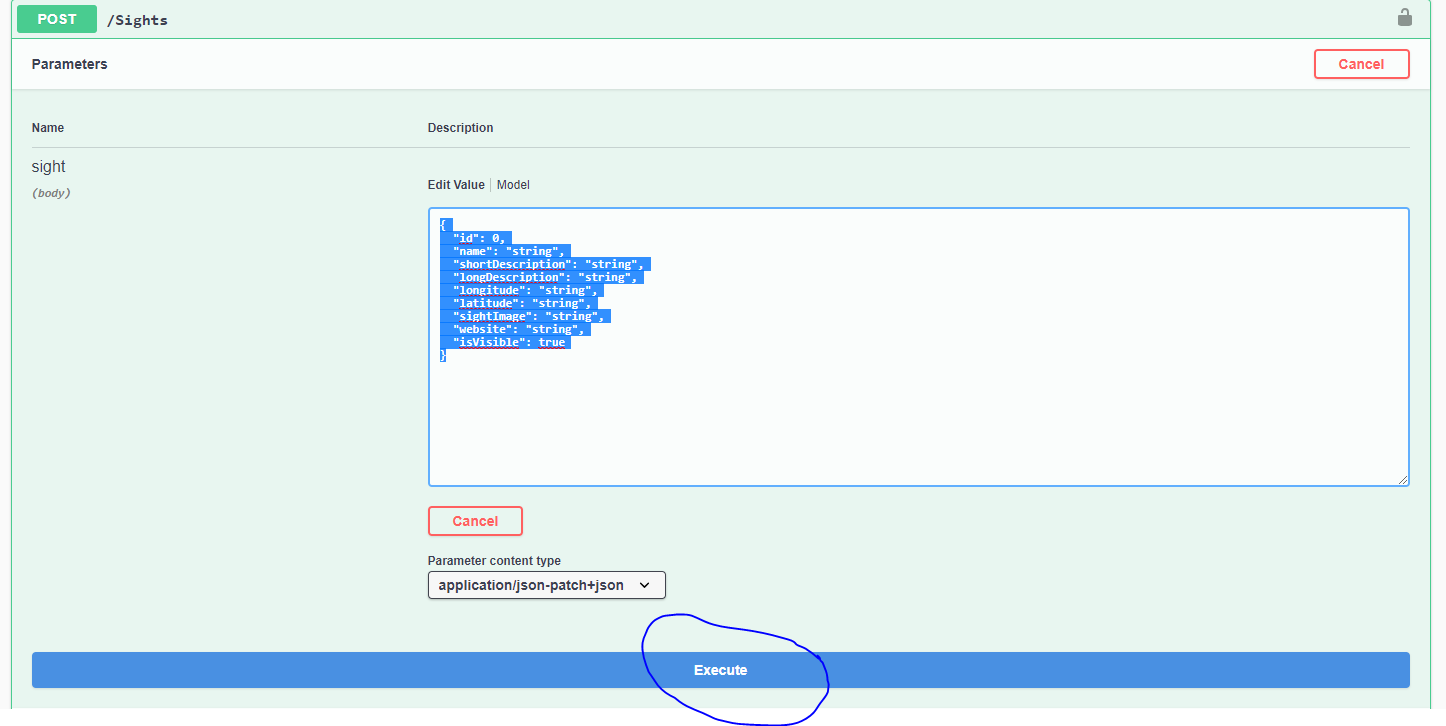 POST /Sights
Parameters
Cancel
Name Description
sight
(body)
Edit Value | Model
{
"id": 0,
"name": "string",
"shortDescription": "string",
"longDescription": "string",
"longitude": "string",
"latitude": "string",
"sightImage": "string",
"website": "string",
"isVisible": true
}
Cancel
Parameter content type
application/json-patch+json
Execute